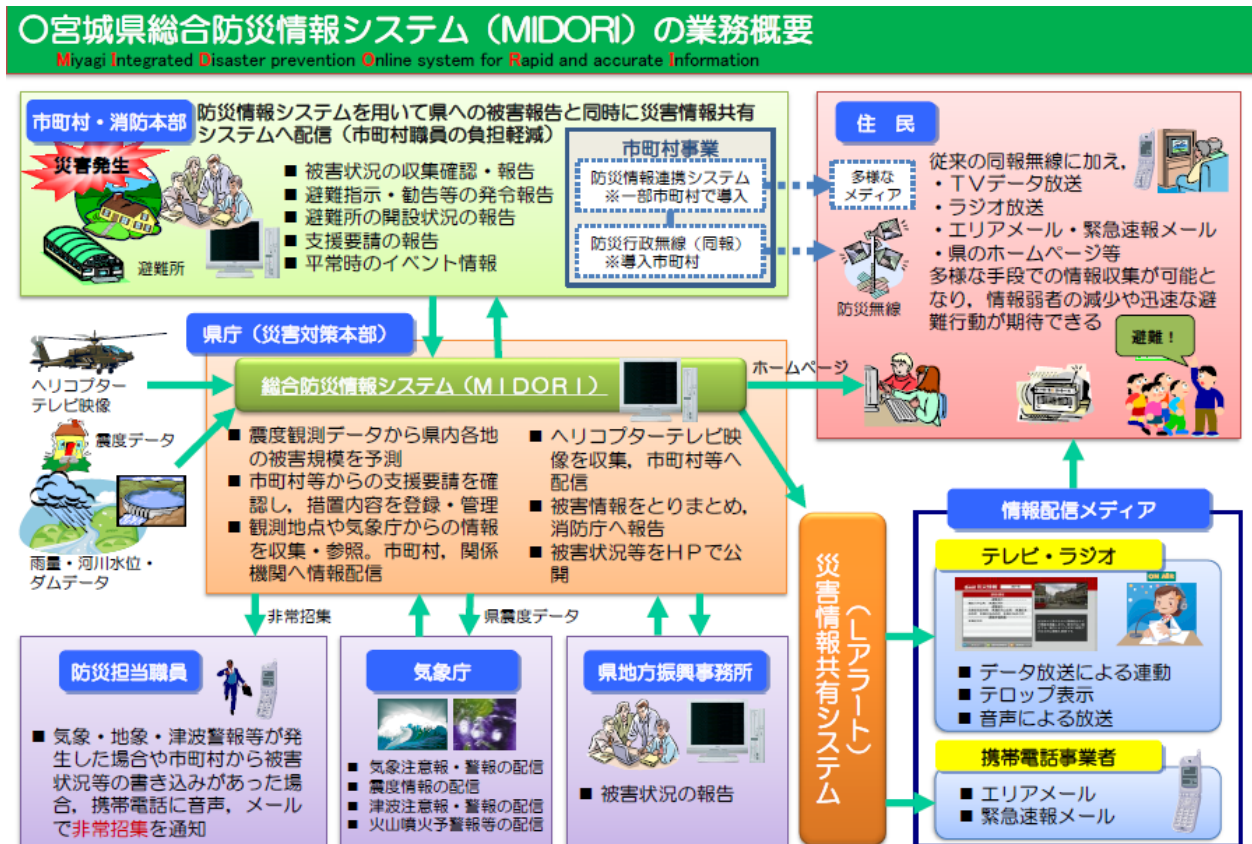 ○宮城県総合防災情報システム（MIDORI）の業務概要
Miyagi Integrated Disaster prevention Online system for Rapid and accurate Information
市町村・消防本部
防災情報システムを用いて県への被害報告と同時に災害情報共有
システムへ配信（市町村職員の負担軽減）
災害発生
避難所
■ 被害状況の収集確認・報告
■ 避難指示・勧告等の発令報告
■ 避難所の開設状況の報告
■ 支援要請の報告
■ 平常時のイベント情報
市町村事業
防災情報連携システム
※一部市町村で導入
防災行政無線（同報）
※導入市町村
住　民
多様な
メディア
防災無線
従来の同報無線に加え，
・ＴＶデータ放送
・ラジオ放送
・エリアメール・緊急速報メール
・県のホームページ等
多様な手段での情報収集が可能と
なり，情報弱者の減少や迅速な避
難行動が期待できる
避難！
県庁（災害対策本部）
総合防災情報システム（ＭＩＤＯＲＩ）
ホームページ
ヘリコプター
テレビ映像
震度データ
雨量・河川水位・
ダムデータ
■ 震度観測データから県内各地
の被害規模を予測
■ 市町村等からの支援要請を確
認し，措置内容を登録・管理
■ 観測地点や気象庁からの情報
を収集・参照。市町村，関係
機関へ情報配信
■ ヘリコプターテレビ映
像を収集，市町村等へ
配信
■ 被害情報をとりまとめ，
消防庁へ報告
■ 被害状況等をＨＰで公
開
非常招集
県震度データ
防災担当職員
■ 気象・地象・津波警報等が発
生した場合や市町村から被害
状況等の書き込みがあった場
合，携帯電話に音声，メール
で非常招集を通知
気象庁
■ 気象注意報・警報の配信
■ 震度情報の配信
■ 津波注意報・警報の配信
■ 火山噴火予警報等の配信
県地方振興事務所
■ 被害状況の報告
災害情報共有システム
（Ｌアラート）
情報配信メディア
テレビ・ラジオ
ON AIR
■ データ放送による連動
■ テロップ表示
■ 音声による放送
携帯電話事業者
■ エリアメール
■ 緊急速報メール